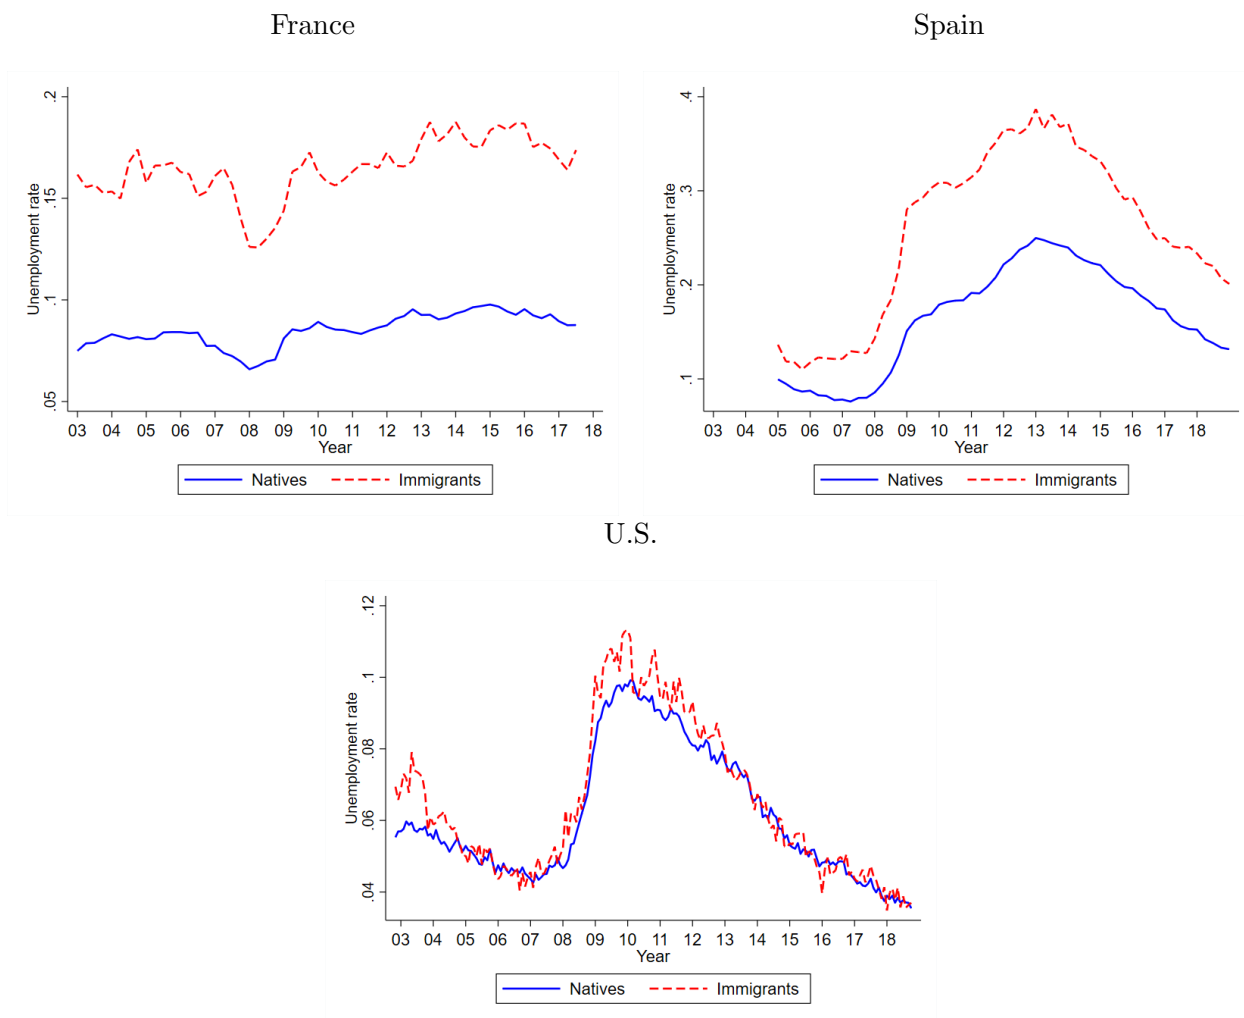 France
Unemployment rate
.2
.15
.1
.05
03 04 05 06 07 08 09 10 11 12 13 14 15 16 17 18
Year
Natives Immigrants
Spain
Unemployment rate
.4
.3
.2
.1
03 04 05 06 07 08 09 10 11 12 13 14 15 16 17 18
Year
Natives Immigrants
U.S.
Unemployment rate
.12
.1
.08
.06
.04
03 04 05 06 07 08 09 10 11 12 13 14 15 16 17 18
Year
Natives Immigrants